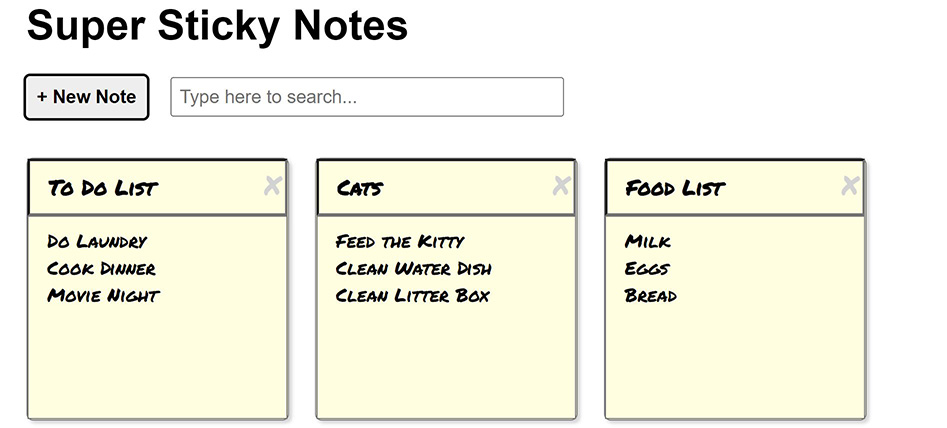 Super Sticky Notes
+ New Note
Type here to search...
To Do List
Do Laundry
Cook Dinner
Movie Night
Cats
Feed the Kitty
Clean Water Dish
Clean Litter Box
Food List
Milk
Eggs
Bread